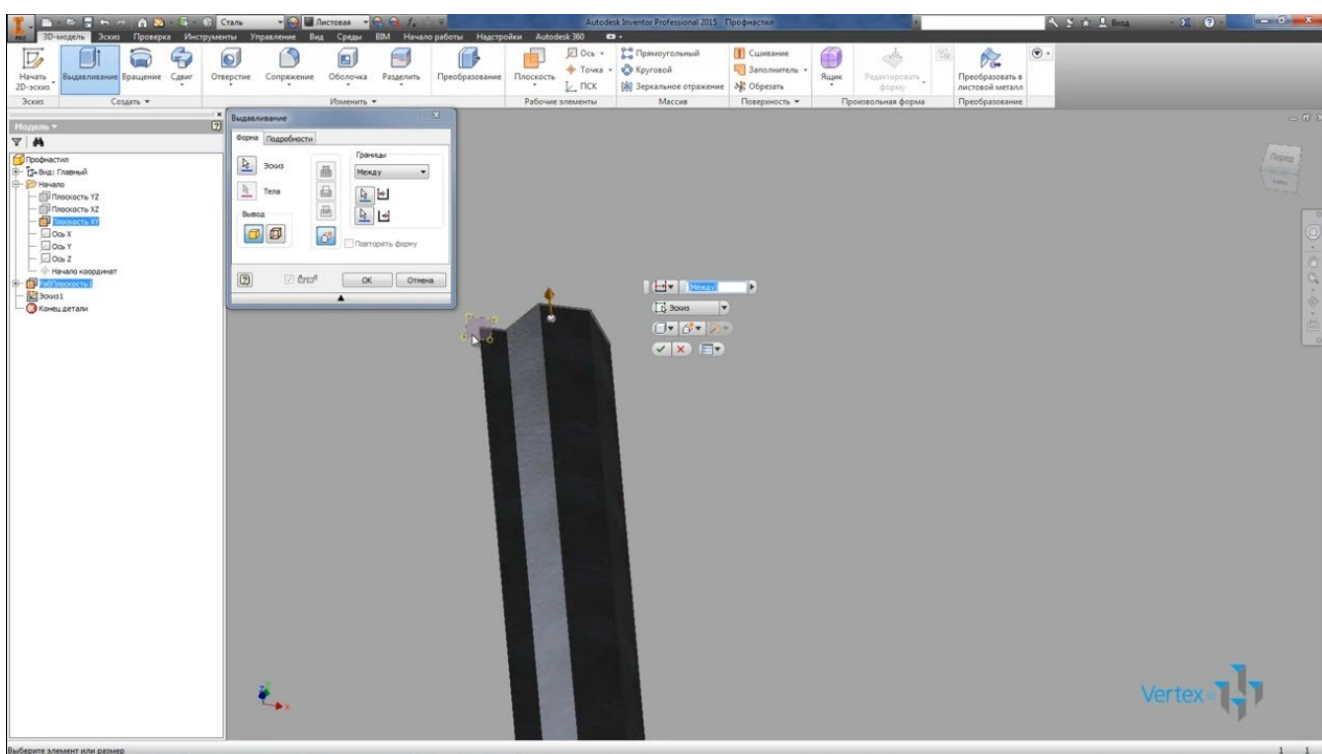 Сталь
Листовая
Autodesk Inventor Professional 2015 Профнастил
Вход
PRO
3D-модель Эскиз Проверка Инструменты Управление Вид Среды BIM Начало работы Надстройки Autodesk 360
Начать
2D-эскиз
Выдавливание Вращение Сдвиг
Отверстие Сопряжение Оболочка Разделить Преобразование
Плоскость
Ось
Точка
ПСК
Прямоугольный
Круговой
Зеркальное отражение
Сшивание
Заполнитель
Обрезать
Ящик
Редактировать
форму
Преобразовать в
листовой металл
Эскиз Создать Изменить Рабочие элементы Массив Поверхность Произвольная форма Преобразование
Модель
Профнастил
Вид: Главный
Начало
Плоскость YZ
Плоскость XZ
Плоскость XY
Ось X
Ось Y
Ось Z
Начало координат
РабПлоскость1
Эскиз1
Конец детали
Выдавливание
Форма Подробности
Эскиз
Тела
Вывод
Границы
Между
Повторять форму
OK Отмена
Между
Эскиз
Перед
X
Vertex
Выберите элемент или размер
1 1